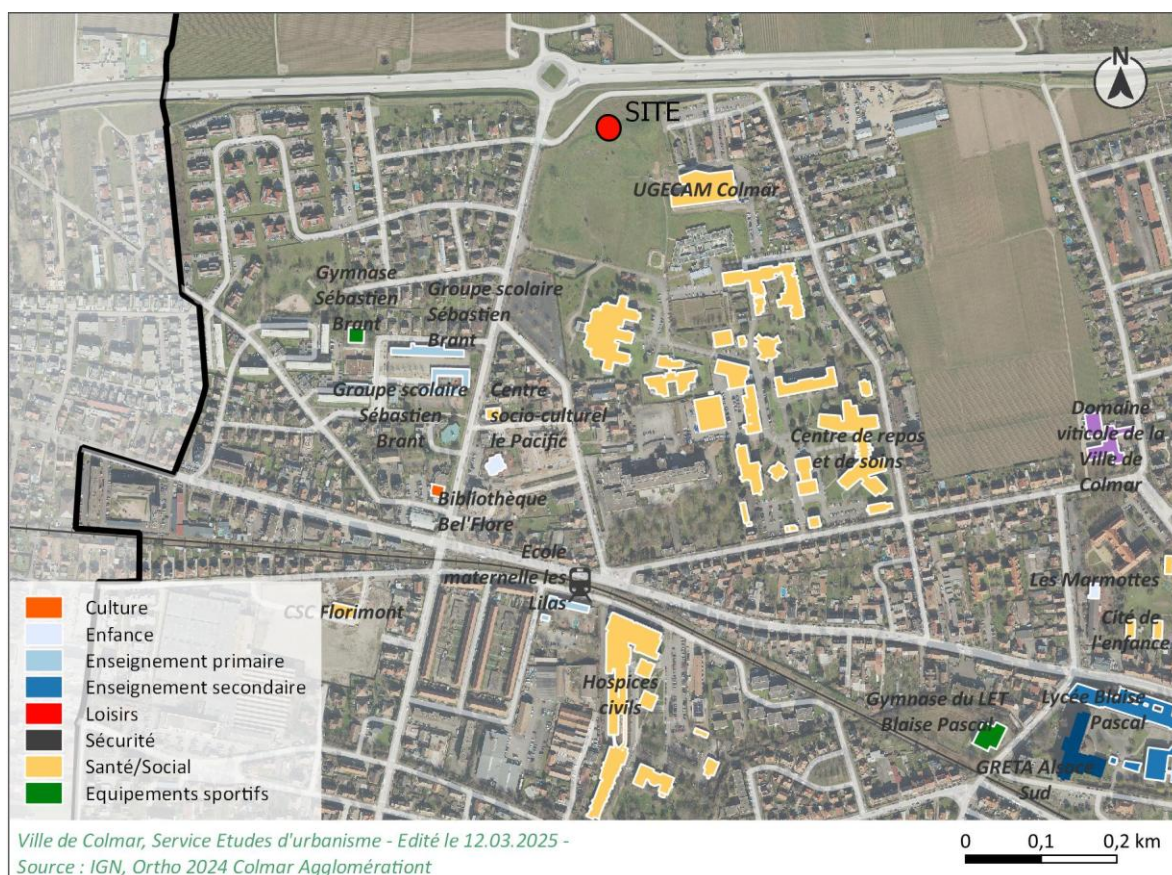 N
SITE
UGECAM Colmar
Gymnase
Sébastien
Brant
Groupe scolaire
Sébastien
Brant
Groupe scolaire
Sébastien
Brant
Centre
socio-culturel
le Pacific
Centre de repos
et de soins
Domaine
viticole de la
Ville de
Colmar
Bibliothèque
Bel'Flore
Ecole
maternelle les
Lilas
CSC Florimont
Les Marmottes
Cité de
l'enfance
Hospices
civils
Gymnase du LET
Blaise Pascal
Lycée Blaise
Pascal
GRETA Alsace
Sud
Culture
Enfance
Enseignement primaire
Enseignement secondaire
Loisirs
Sécurité
Santé/Social
Equipements sportifs
Ville de Colmar, Service Etudes d'urbanisme - Edité le 12.03.2025 -
Source : IGN, Ortho 2024 Colmar Agglomérationt
0 0,1 0,2 km